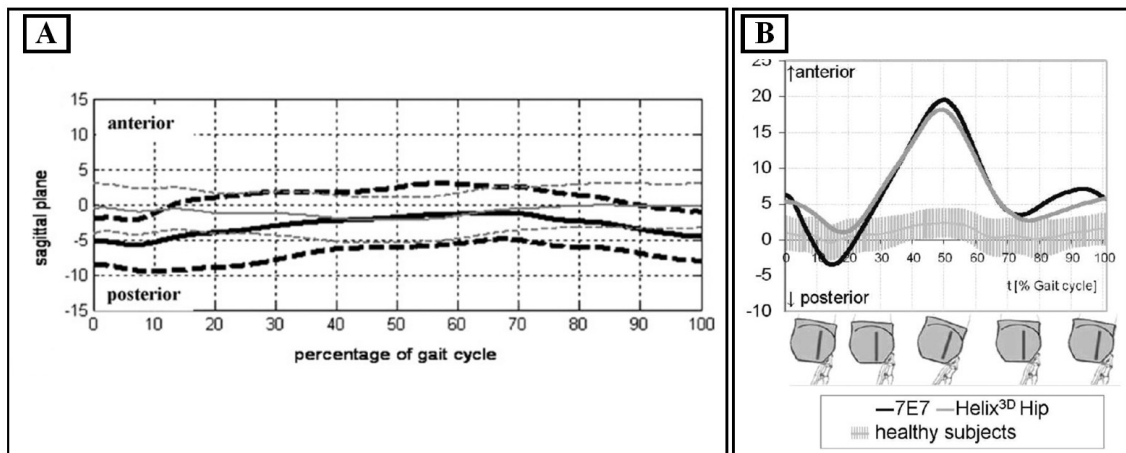 A
15
10
5
0
-5
-10
-15
anterior
posterior
sagittal plane
0 10 20 30 40 50 60 70 80 90 100
percentage of gait cycle
B
25
20
15
10
5
0
-5
-10
↑anterior
0 10 20 30 40 50 60 70 80 90 100
t [% Gait cycle]
↓ posterior
7E7 Helix3D Hip
healthy subjects